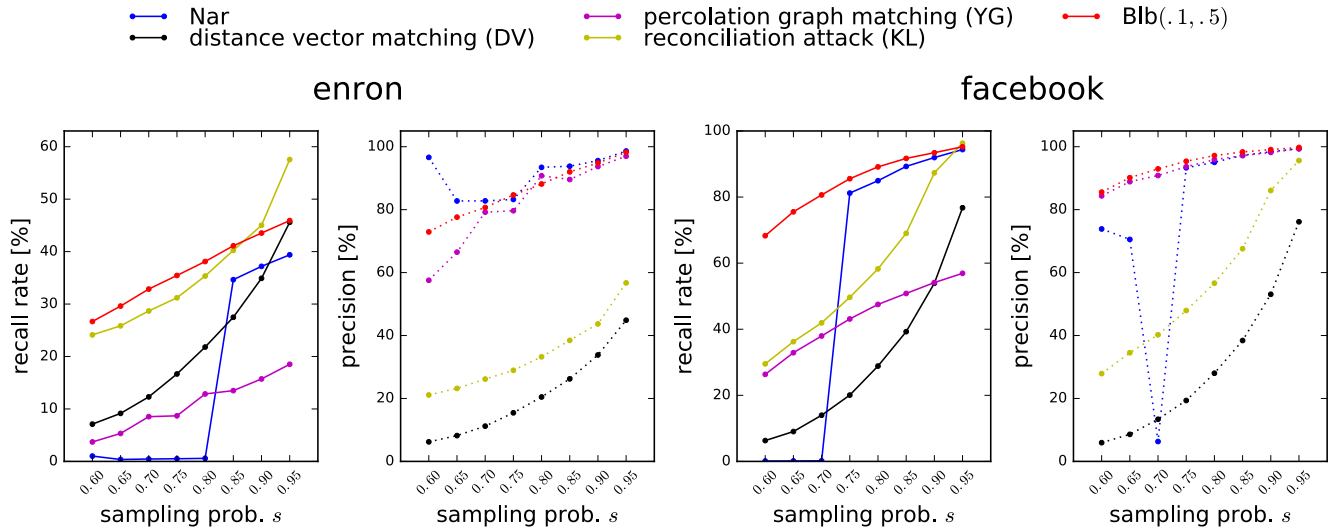 Nar
distance vector matching (DV)
percolation graph matching (YG)
reconciliation attack (KL)
Blb(.1, .5)
enron
facebook
recall rate [%]
60
50
40
30
20
10
0
0.60 0.65 0.70 0.75 0.80 0.85 0.90 0.95
sampling prob. s
precision [%]
100
80
60
40
20
0
0.60 0.65 0.70 0.75 0.80 0.85 0.90 0.95
sampling prob. s
recall rate [%]
100
80
60
40
20
0
0.60 0.65 0.70 0.75 0.80 0.85 0.90 0.95
sampling prob. s
precision [%]
100
80
60
40
20
0
0.60 0.65 0.70 0.75 0.80 0.85 0.90 0.95
sampling prob. s